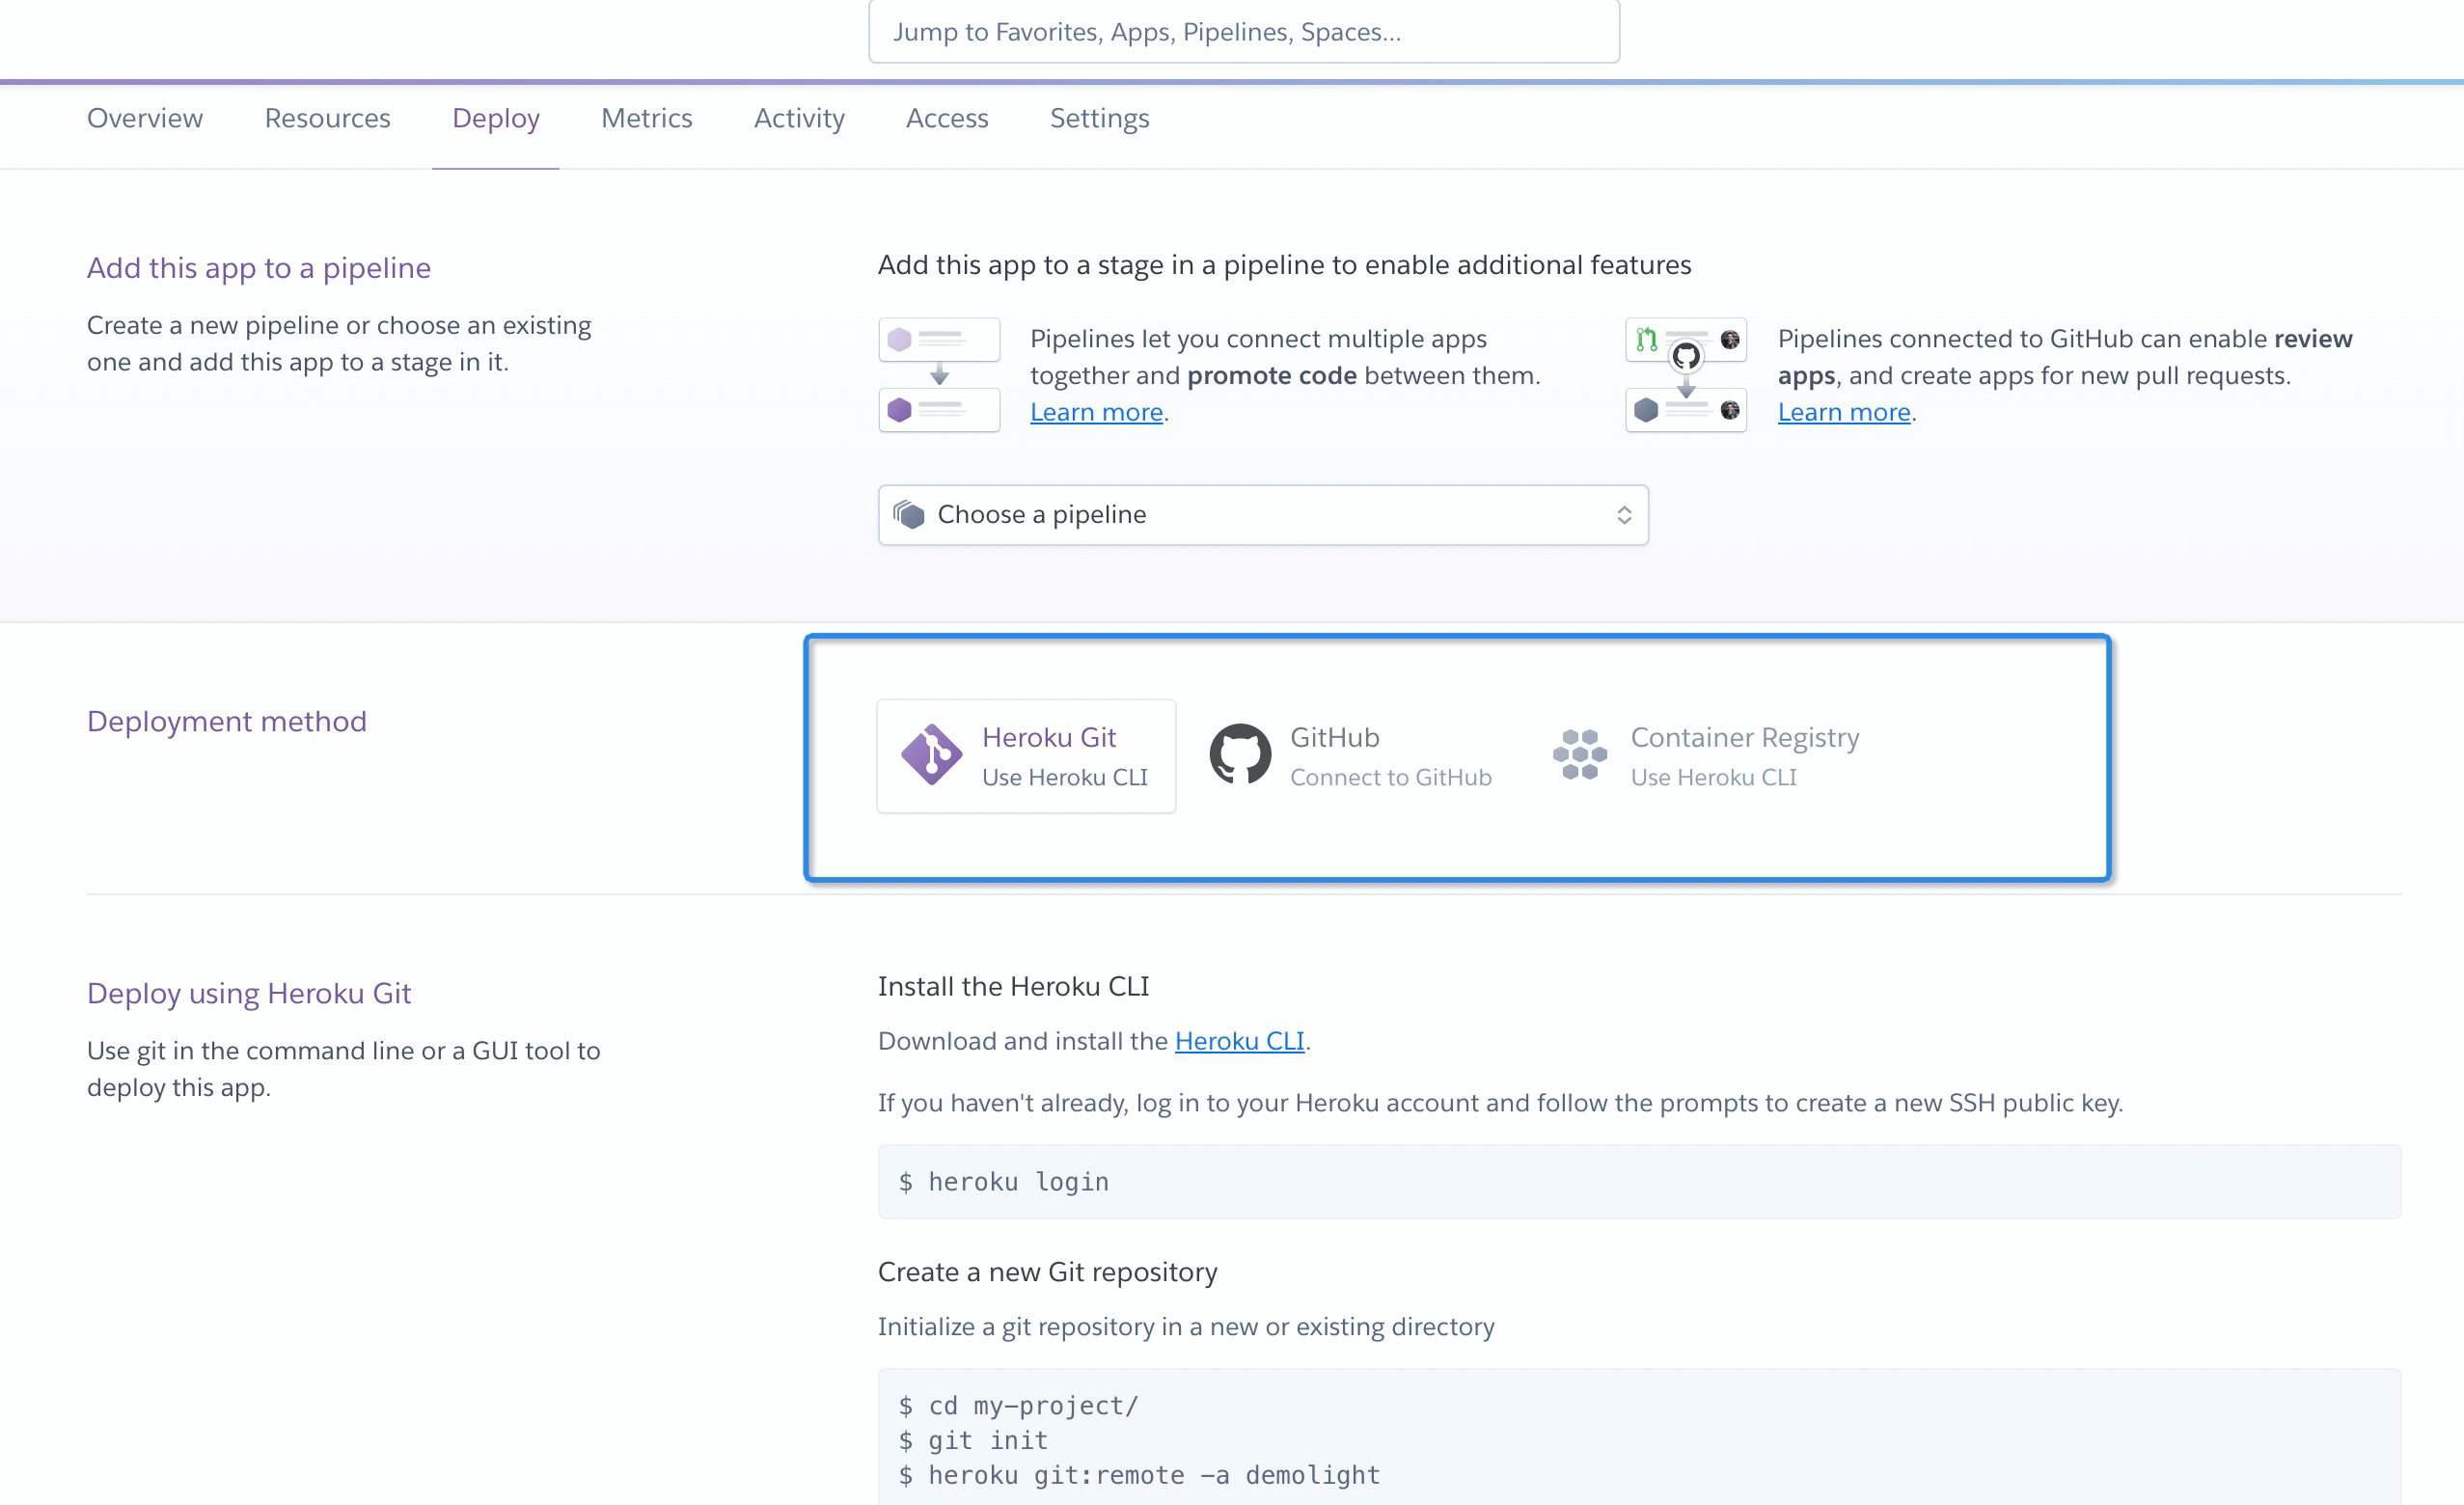 Jump to Favorites, Apps, Pipelines, Spaces...
Overview Resources Deploy Metrics Activity Access Settings
Add this app to a pipeline
Create a new pipeline or choose an existing
one and add this app to a stage in it.
Add this app to a stage in a pipeline to enable additional features
Pipelines let you connect multiple apps
together and promote code between them.
Learn more.
Pipelines connected to GitHub can enable review
apps, and create apps for new pull requests.
Learn more.
Choose a pipeline
Deployment method
Heroku Git
Use Heroku CLI
GitHub
Connect to GitHub
Container Registry
Use Heroku CLI
Deploy using Heroku Git
Use git in the command line or a GUI tool to
deploy this app.
Install the Heroku CLI
Download and install the Heroku CLI.
If you haven't already, log in to your Heroku account and follow the prompts to create a new SSH public key.
$ heroku login
Create a new Git repository
Initialize a git repository in a new or existing directory
$ cd my-project/
$ git init
$ heroku git:remote -a demolight